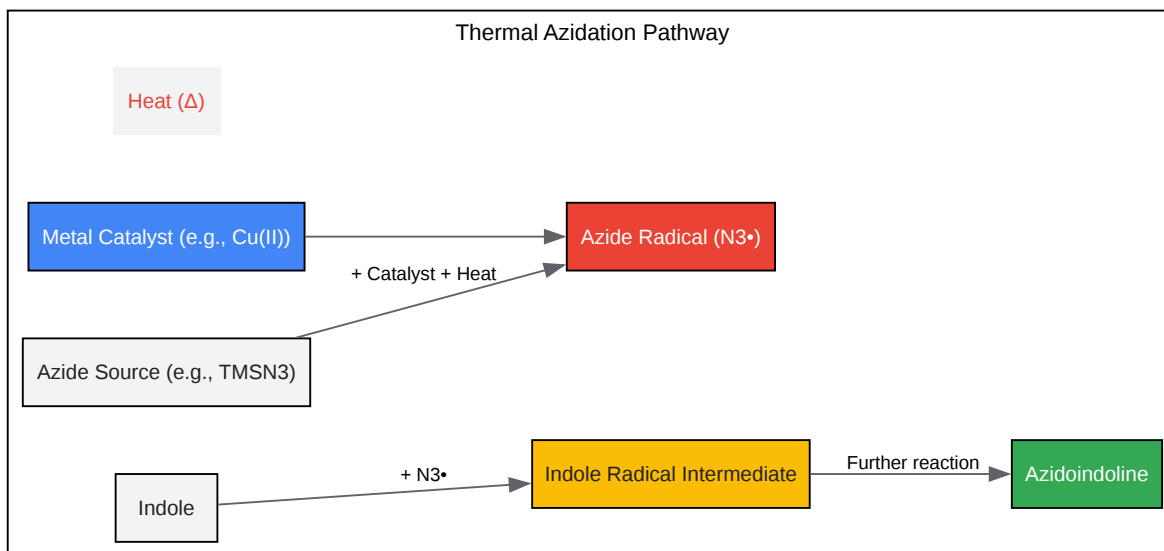 Thermal Azidation Pathway
Heat (Δ)
Metal Catalyst (e.g., Cu(II))
Azide Radical (N3•)
+ Catalyst + Heat
Azide Source (e.g., TMSN3)
+ N3•
Indole
Indole Radical Intermediate
Further reaction
Azidoindoline